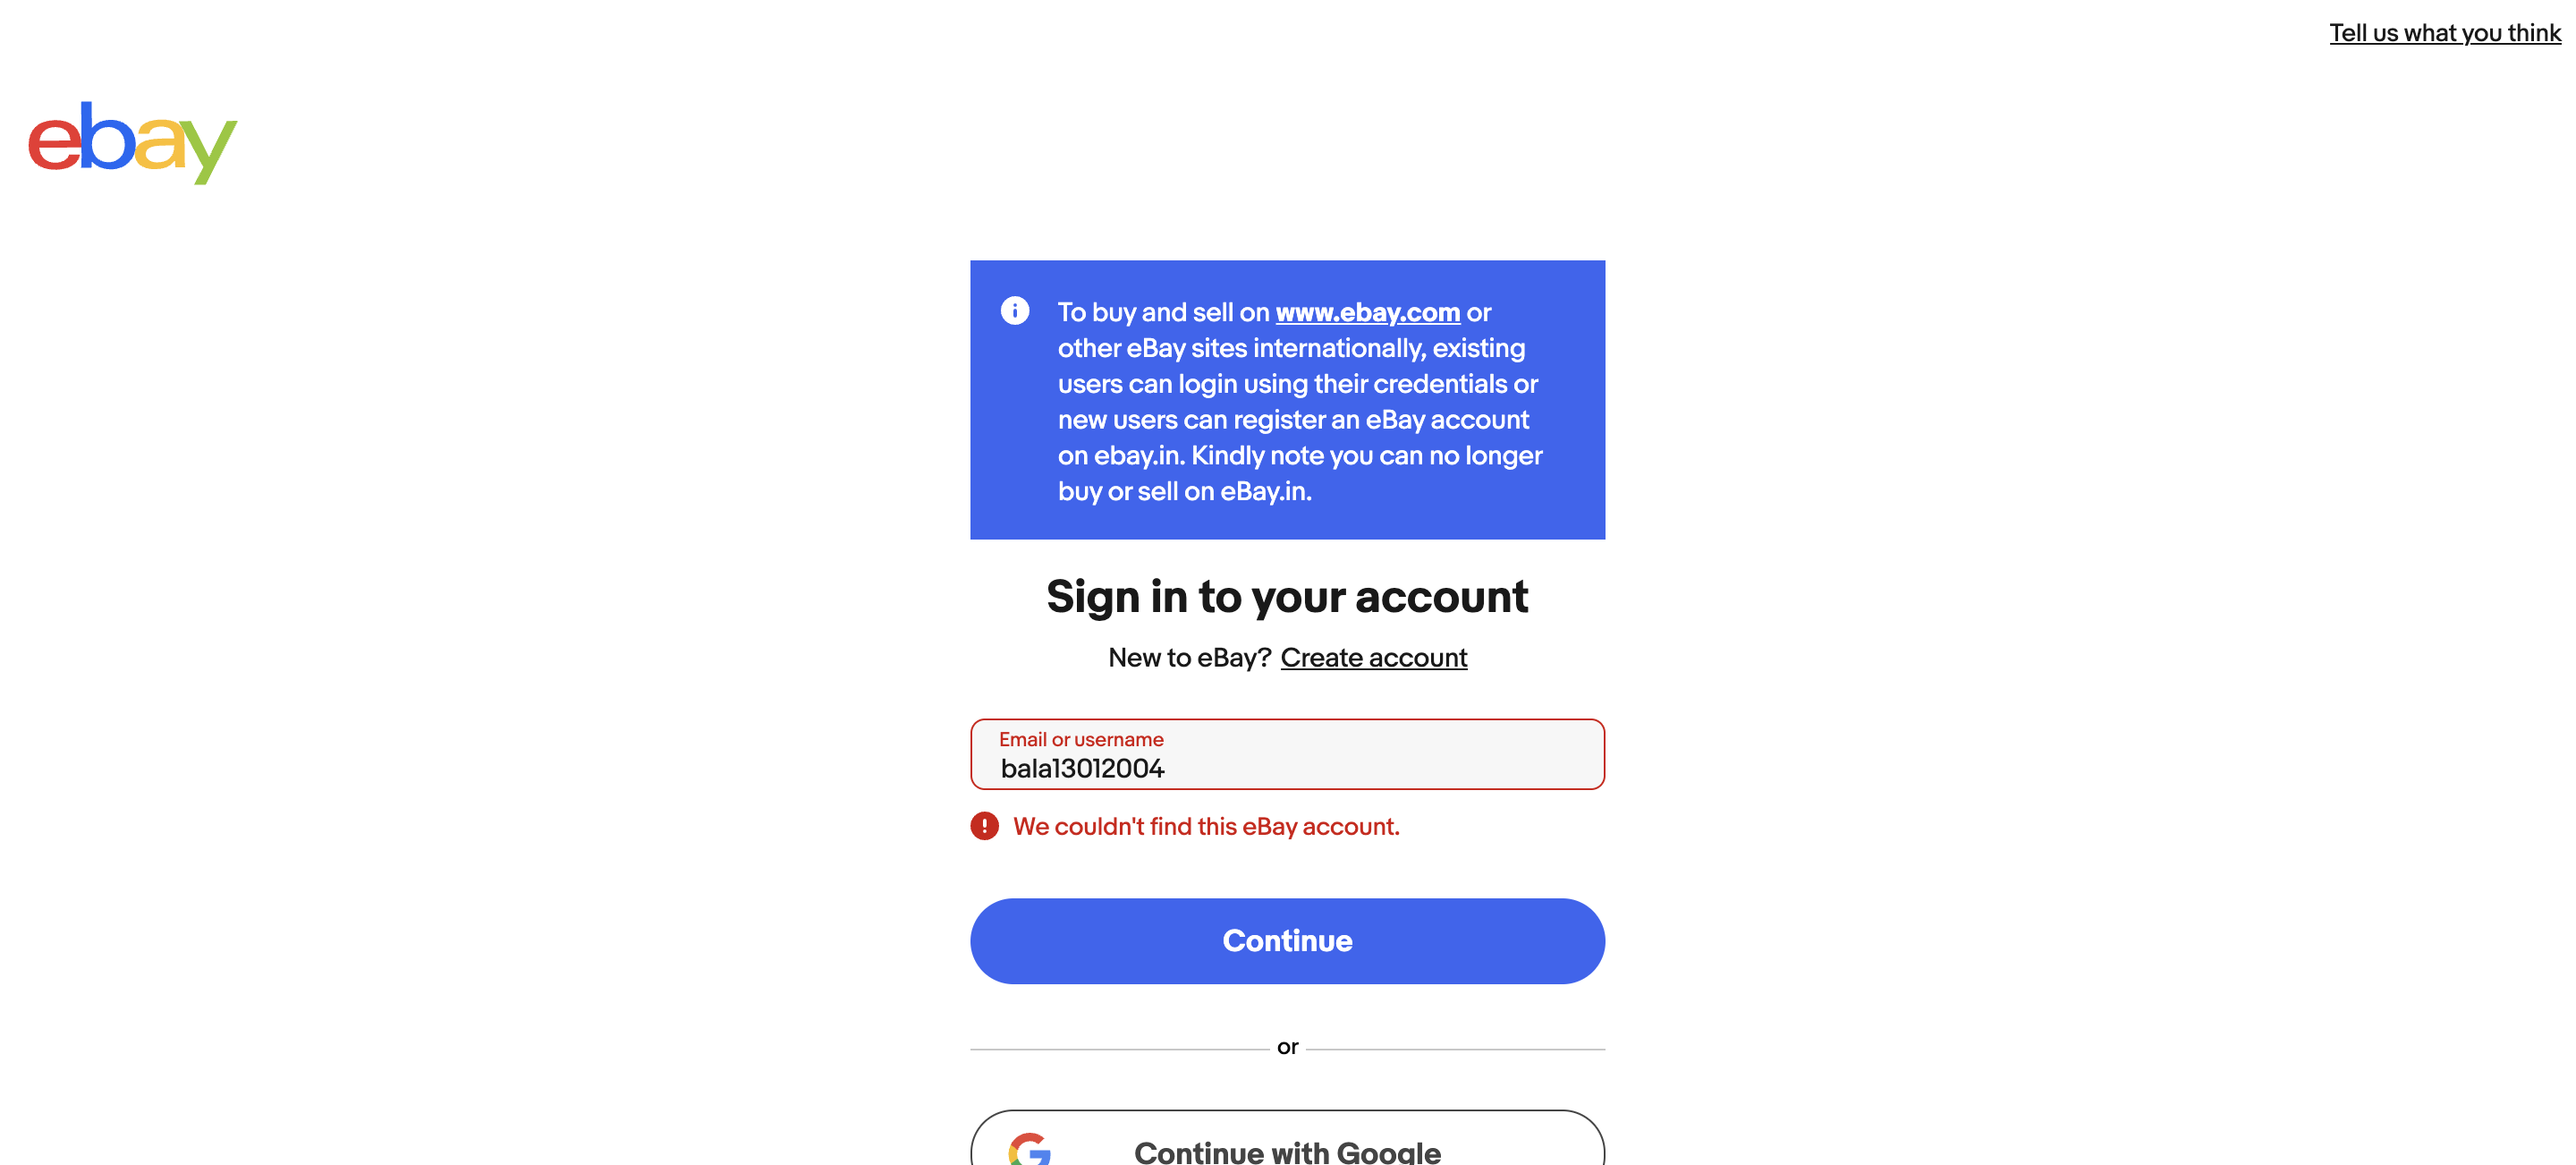 Tell us what you think
ebay
To buy and sell on www.ebay.com or
other eBay sites internationally, existing
users can login using their credentials or
new users can register an eBay account
on ebay.in. Kindly note you can no longer
buy or sell on eBay.in.
Sign in to your account
New to eBay? Create account
Email or username
bala13012004
We couldn't find this eBay account.
Continue
or
Continue with Google